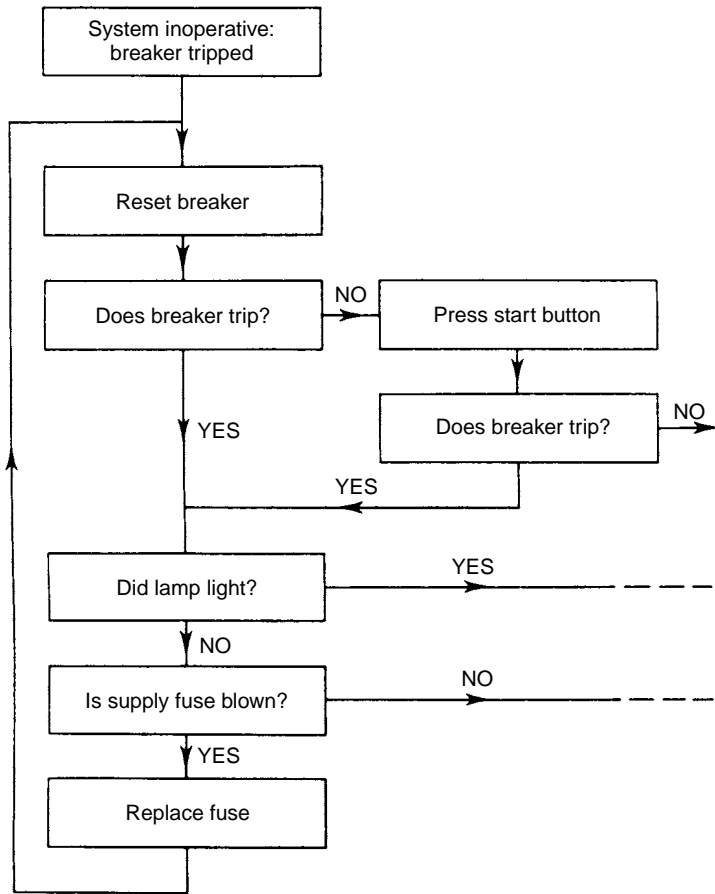 System inoperative:
breaker tripped
Reset breaker
Does breaker trip?
NO
Press start button
YES
Does breaker trip?
NO
YES
Did lamp light?
YES
NO
Is supply fuse blown?
NO
YES
Replace fuse